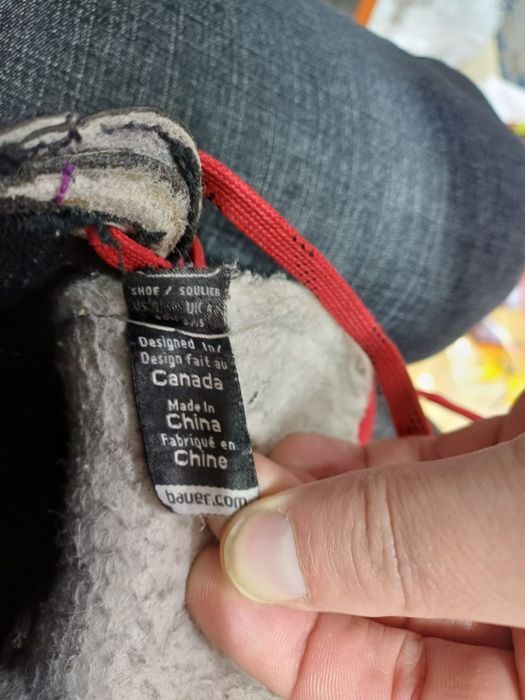 SHOE / SOULIER
Designed In/
Design fait au
Canada
Made In
China
Fabriqué en
Chine
bauer.com